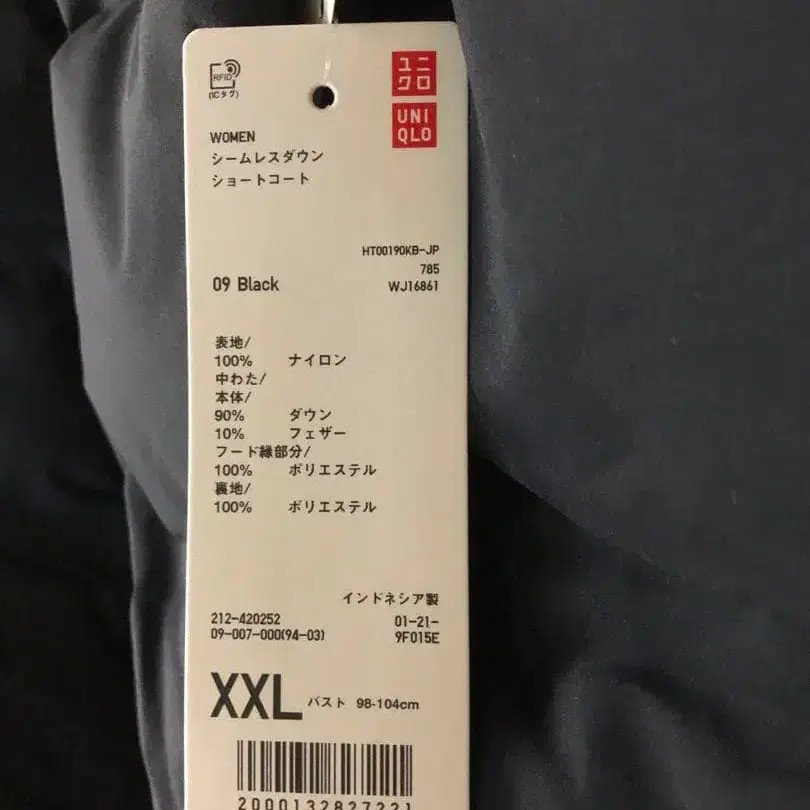 RFID
(ICタグ)
ユニ
クロ
UNI
QLO
WOMEN
シームレスダウン
ショートコート
HT00190KB-JP
785
09 Black
WJ16861
表地/
100% ナイロン
中わた/
本体/
90% ダウン
10% フェザー
フード縁部分/
100% ポリエステル
裏地/
100% ポリエステル
インドネシア製
212-420252 01-21-
09-007-000(94-03) 9F015E
XXL バスト 98-104cm
2000132827221